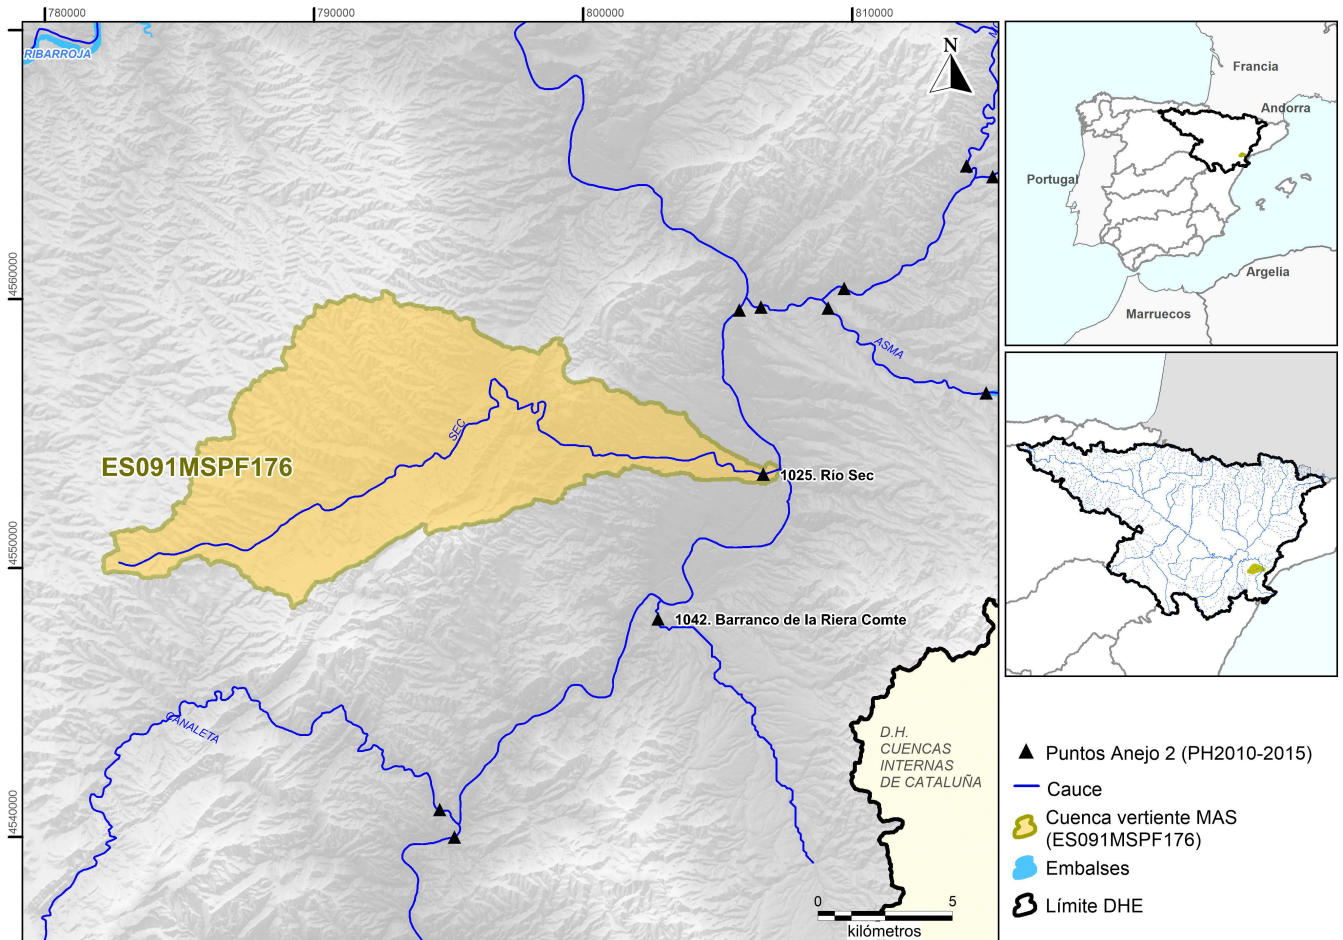 780000
790000
800000
810000
4560000
4550000
4540000
RIBARROJA
N
M
ASMA
SEC
ES091MSPF176
1025. Río Sec
1042. Barranco de la Riera Comte
CANALETA
D.H.
CUENCAS
INTERNAS
DE CATALUÑA
0 5
kilómetros
Francia
Andorra
Portugal
Argelia
Marruecos
Puntos Anejo 2 (PH2010-2015)
Cauce
Cuenca vertiente MAS
(ES091MSPF176)
Embalses
Límite DHE